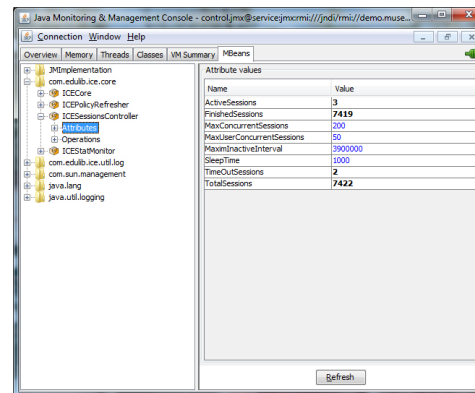 Java Monitoring & Management Console - control.jmx@service:jmx:rmi:///jndi/rmi://demo.muse...
Connection Window Help
Overview Memory Threads Classes VM Summary MBeans
JMImplementation
com.edulib.ice.core
ICECore
ICEPolicyRefresher
ICESessionsController
Attributes
Operations
ICEStatMonitor
com.edulib.ice.util.log
com.sun.management
java.lang
java.util.logging
Attribute values
Name Value
ActiveSessions 3
FinishedSessions 7419
MaxConcurrentSessions 200
MaxUserConcurrentSessions 50
MaximInactiveInterval 3900000
SleepTime 1000
TimeOutSessions 2
TotalSessions 7422
Refresh